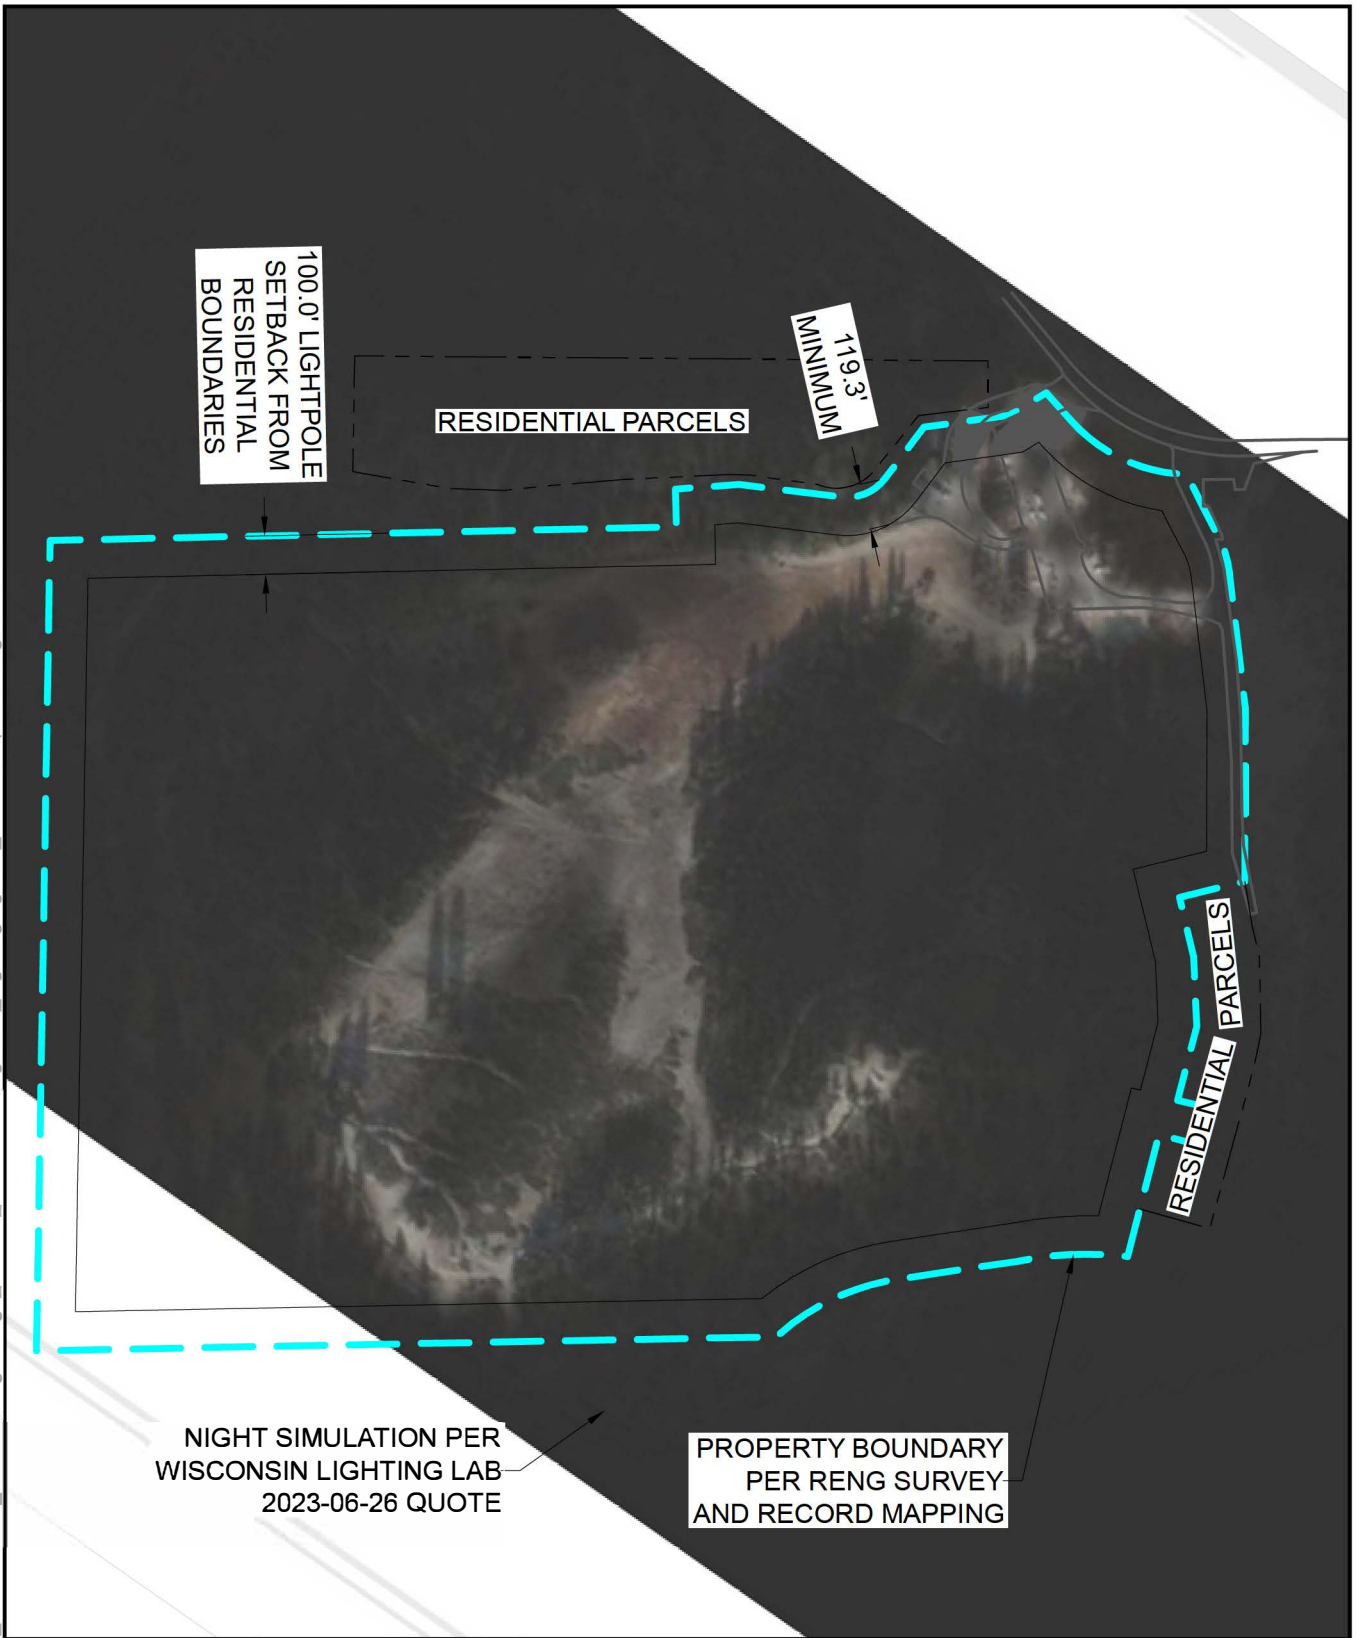 100.0' LIGHTPOLE
SETBACK FROM
RESIDENTIAL
BOUNDARIES
119.3'
MINIMUM
RESIDENTIAL PARCELS
RESIDENTIAL PARCELS
NIGHT SIMULATION PER
WISCONSIN LIGHTING LAB
2023-06-26 QUOTE
PROPERTY BOUNDARY
PER RENG SURVEY
AND RECORD MAPPING